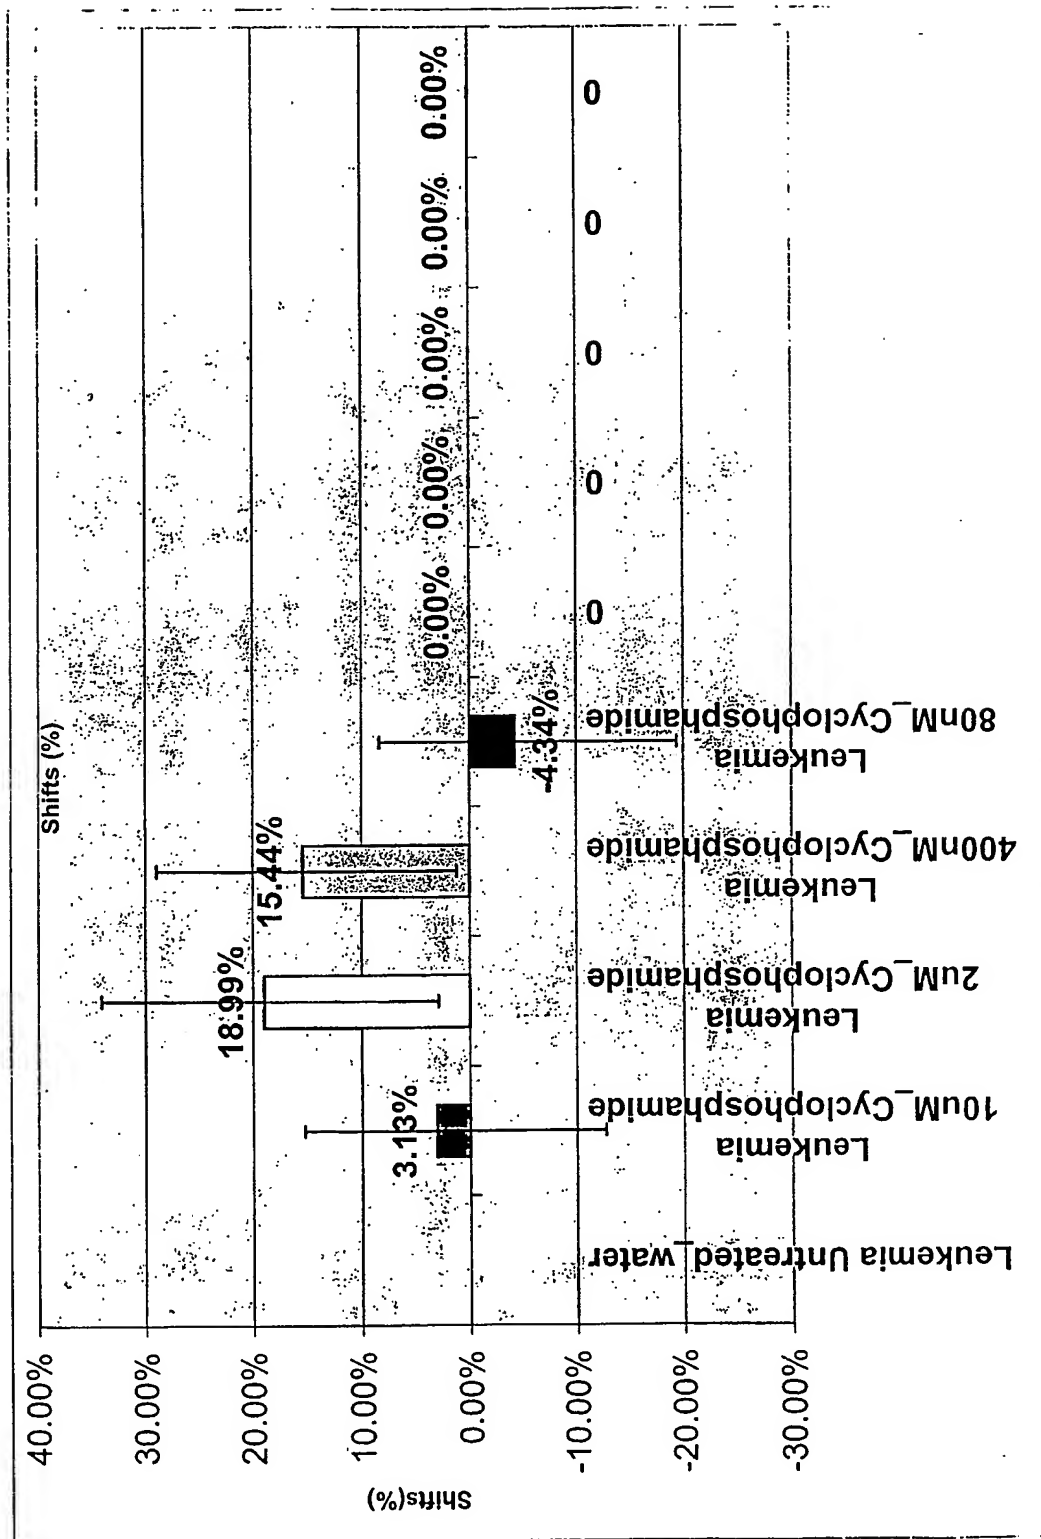 Shifts (%)
40.00%
30.00%
20.00%
10.00%
0.00%
-10.00%
-20.00%
-30.00%
Shifts(%)
3.13%
18.99%
15.44%
-4.34%
0.00%
0.00%
0.00%
0.00%
0.00%
Leukemia Untreated_water
Leukemia
10uM_Cyclophosphamide
Leukemia
2uM_Cyclophosphamide
Leukemia
400nM_Cyclophosphamide
Leukemia
80nM_Cyclophosphamide
0
0
0
0
0